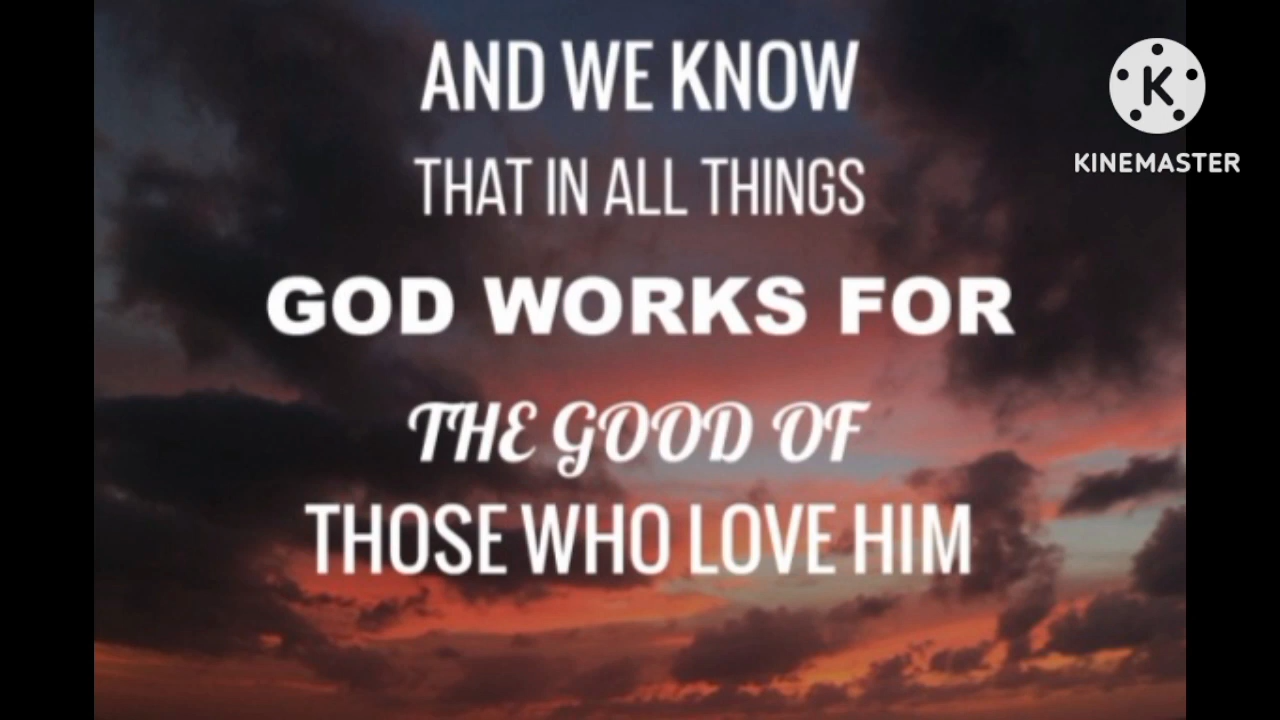 AND WE KNOW
THAT IN ALL THINGS
GOD WORKS FOR
THE GOOD OF
THOSE WHO LOVE HIM
K
KINEMASTER